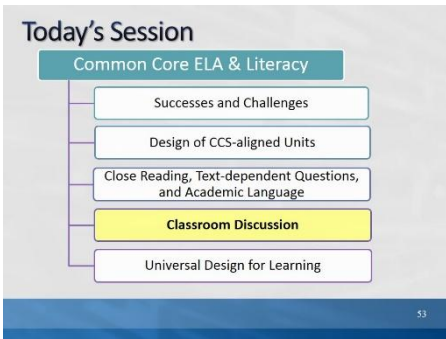 Today's Session
Common Core ELA & Literacy
Successes and Challenges
Design of CCS-aligned Units
Close Reading, Text-dependent Questions,
and Academic Language
Classroom Discussion
Universal Design for Learning
53